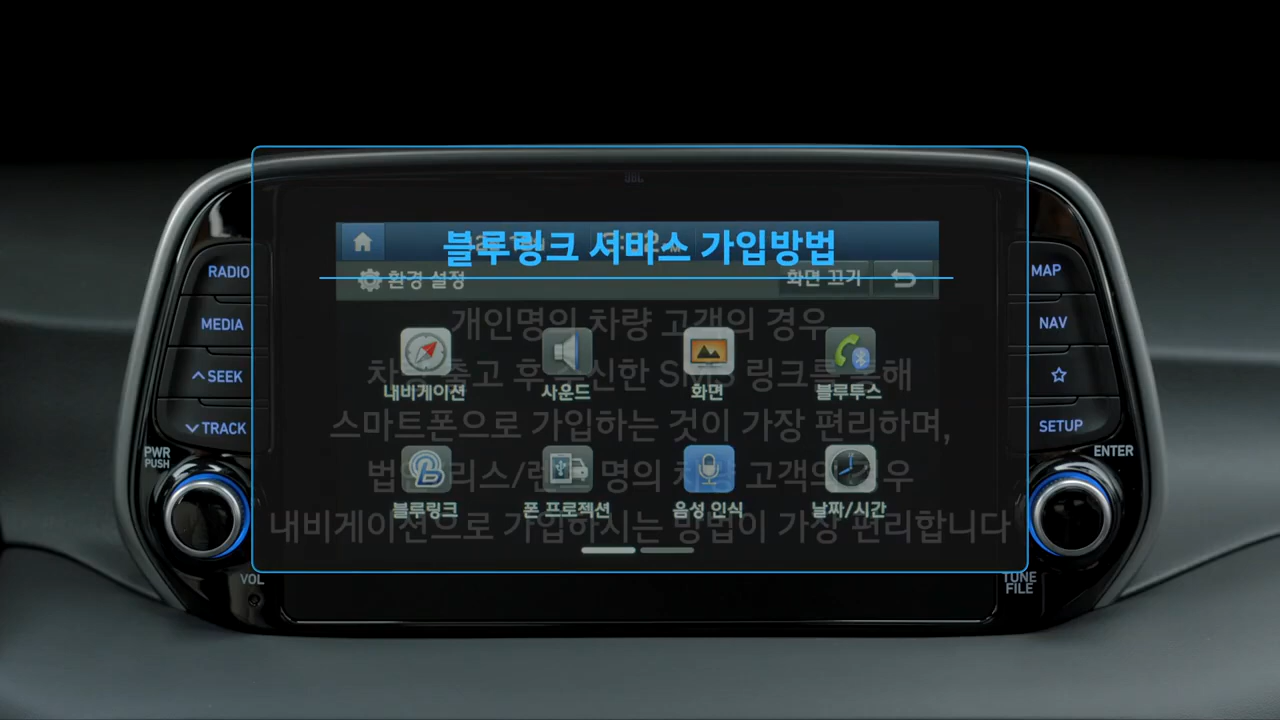 JBL
블루링크 서비스 가입방법
환경 설정 화면 끄기
개인명의 차량 고객의 경우
차량 출고 후 수신한 SMS 링크를 통해
스마트폰으로 가입하는 것이 가장 편리하며,
법인/리스/렌트 명의 차량 고객의 경우
내비게이션으로 가입하시는 방법이 가장 편리합니다
내비게이션 사운드 화면 블루투스
블루링크 폰 프로젝션 음성 인식 날짜/시간
RADIO
MEDIA
SEEK
TRACK
PWR
PUSH
VOL
MAP
NAV
SETUP
ENTER
TUNE
FILE